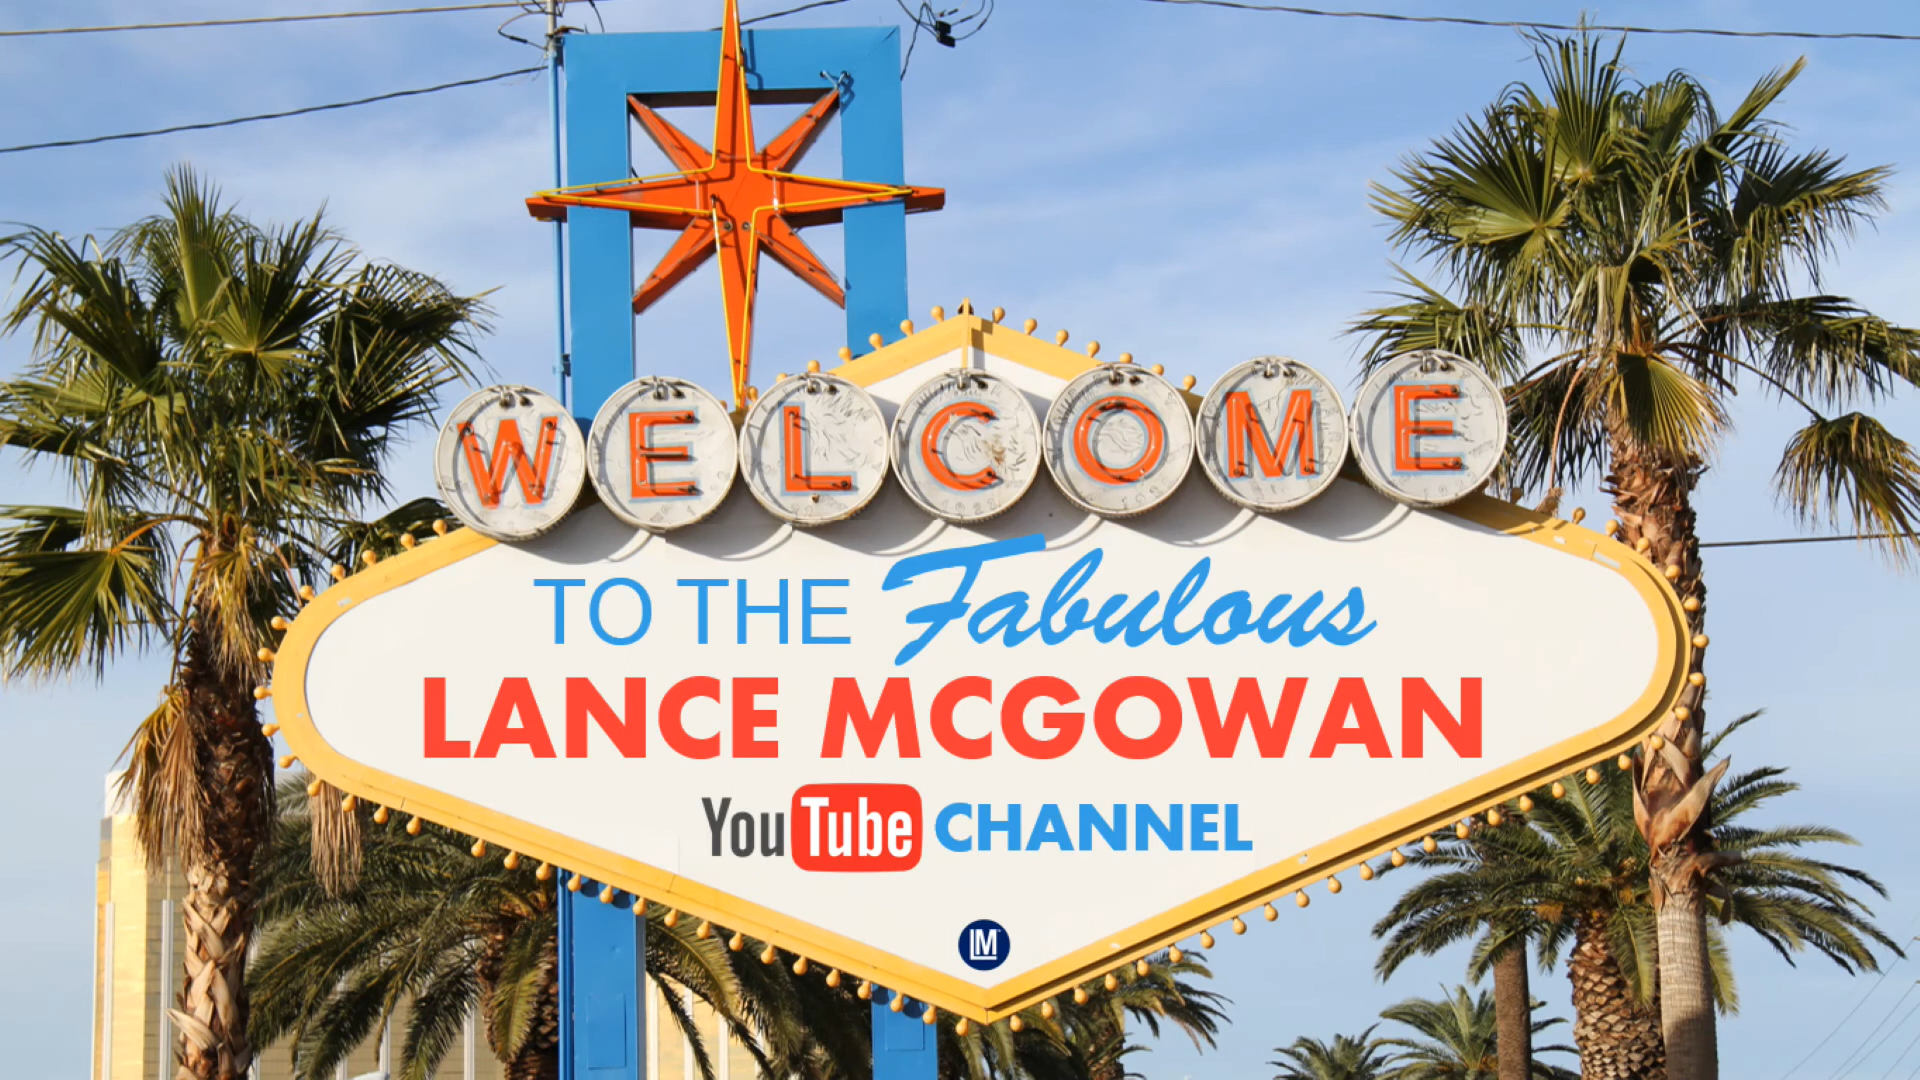 WELCOME
TO THE Fabulous
LANCE MCGOWAN
YouTube CHANNEL
LM